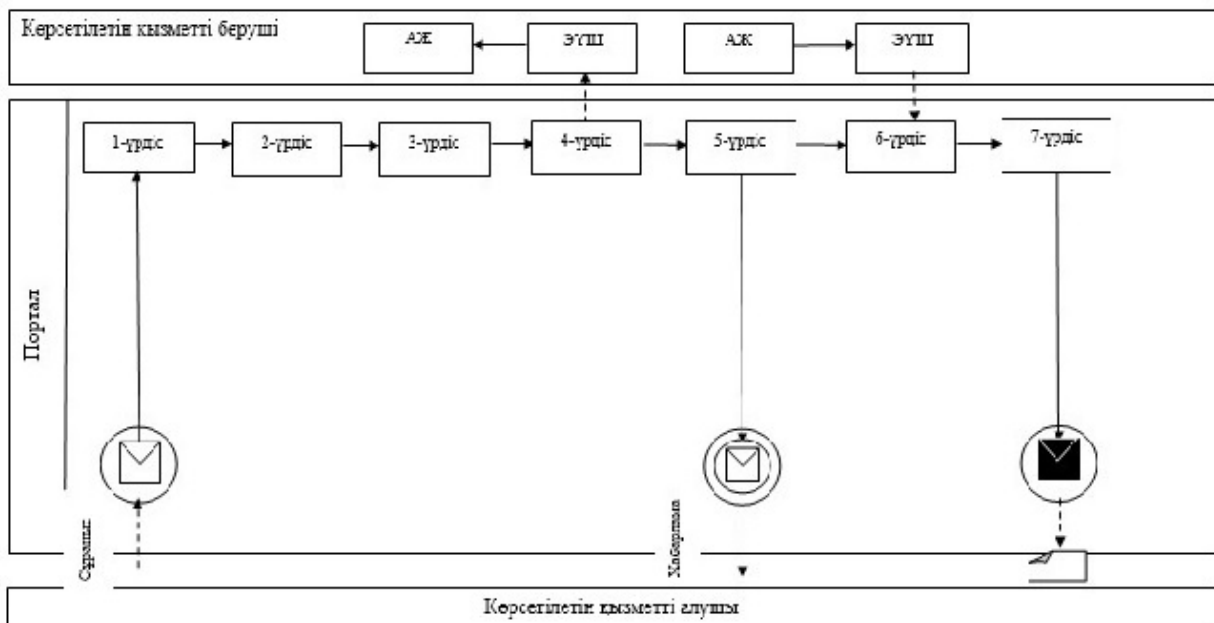 Көрсетілетін қызметті беруші
АЖ
ЭҮШ
АЖ
ЭҮШ
1-үрдіс
2-үрдіс
3-үрдіс
4-үрдіс
5-үрдіс
6-үрдіс
7-үрдіс
Портал
Сұраныс
Хабарлама
Көрсетілетін қызметті алушы